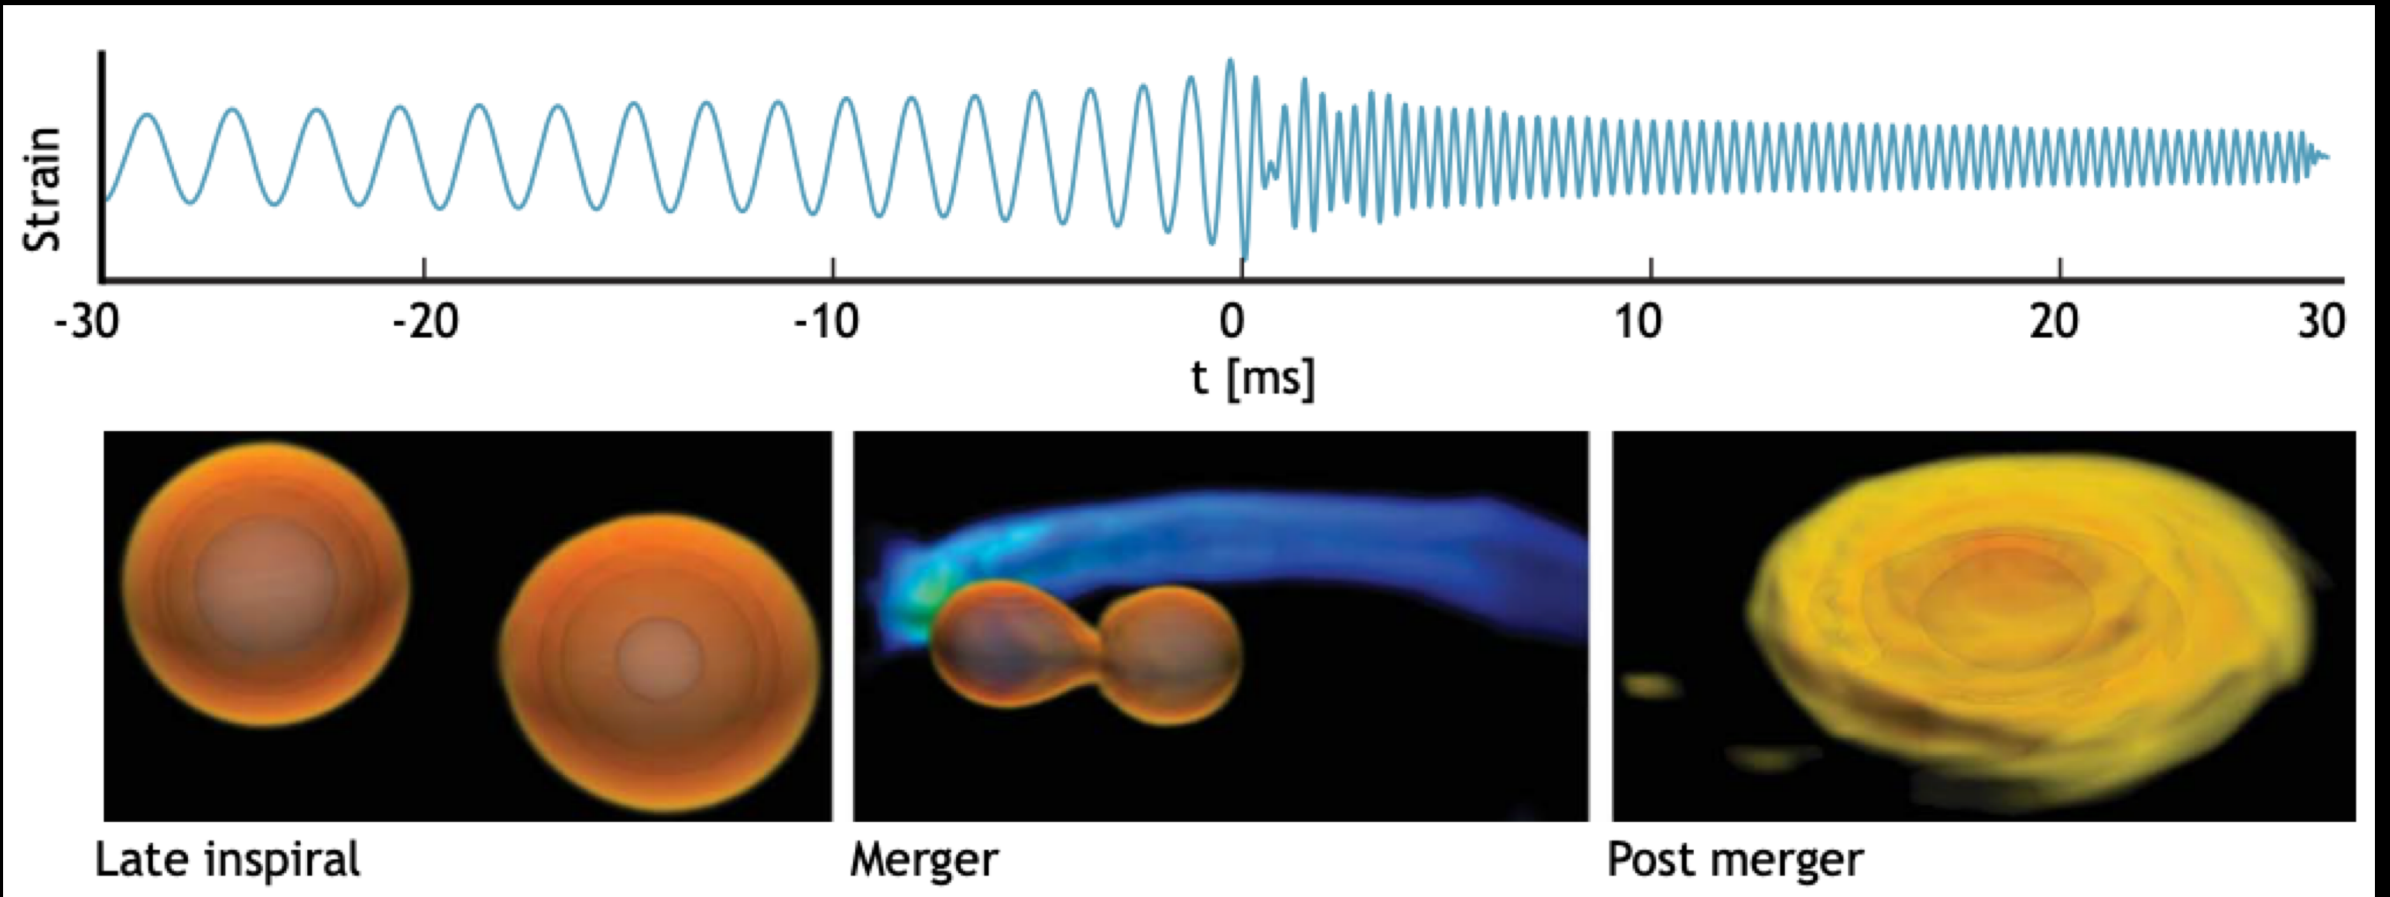 Strain
-30 -20 -10 0 10 20 30
t [ms]
Late inspiral Merger Post merger